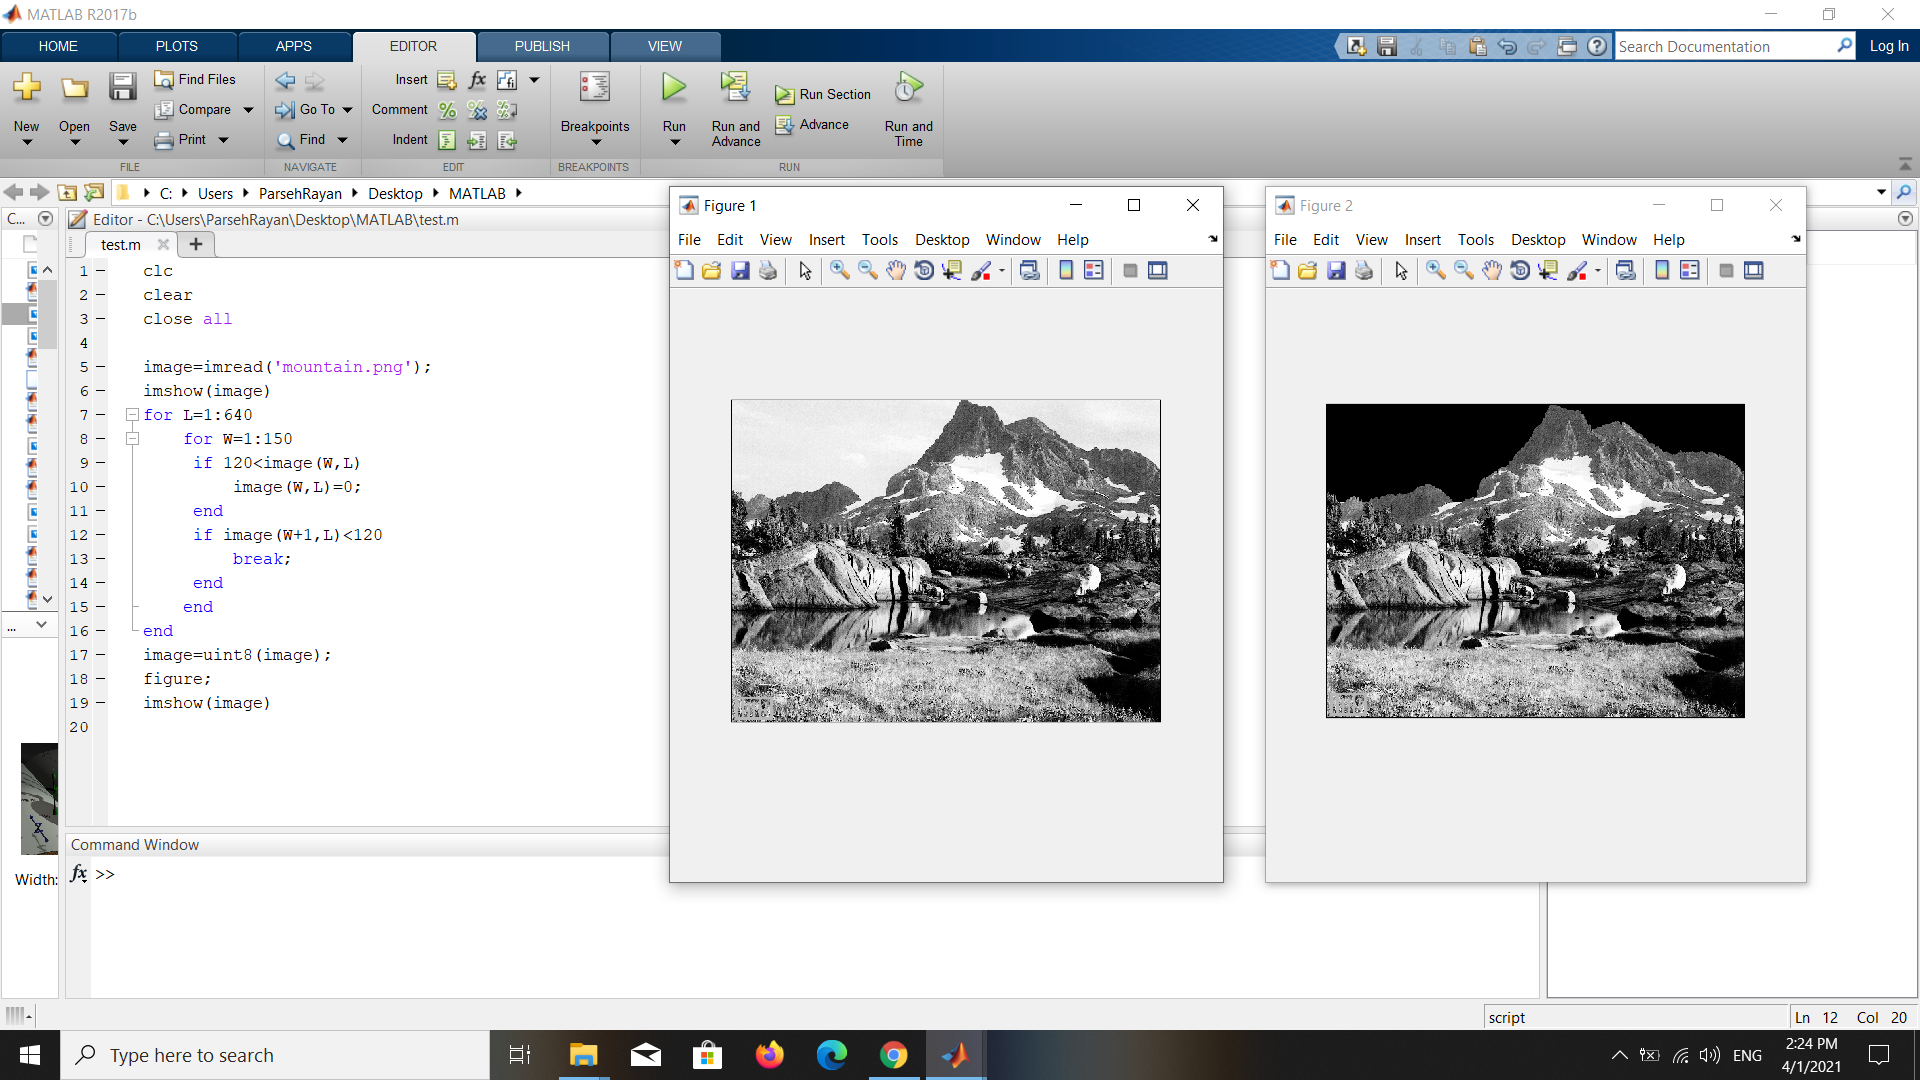 MATLAB R2017b
HOME PLOTS APPS EDITOR PUBLISH VIEW
Search Documentation
Log In
New
Open
Save
Find Files
Compare
Print
Go To
Find
Insert
Comment
Indent
fx
fi
Breakpoints
Run
Run and Advance
Run Section
Advance
Run and Time
FILE NAVIGATE EDIT BREAKPOINTS RUN
C: Users ParsehRayan Desktop MATLAB
C...
Editor - C:\Users\ParsehRayan\Desktop\MATLAB\test.m
test.m
1 clc
2 clear
3 close all
4
5 image=imread('mountain.png');
6 imshow(image)
7 for L=1:640
8 for W=1:150
9 if 120<image(W,L)
10 image(W,L)=0;
11 end
12 if image(W+1,L)<120
13 break;
14 end
15 end
16 end
17 image=uint8(image);
18 figure;
19 imshow(image)
20
...
Width:
Command Window
fx >>
Figure 1
File Edit View Insert Tools Desktop Window Help
Figure 2
File Edit View Insert Tools Desktop Window Help
script
Ln 12 Col 20
Type here to search
ENG
2:24 PM
4/1/2021